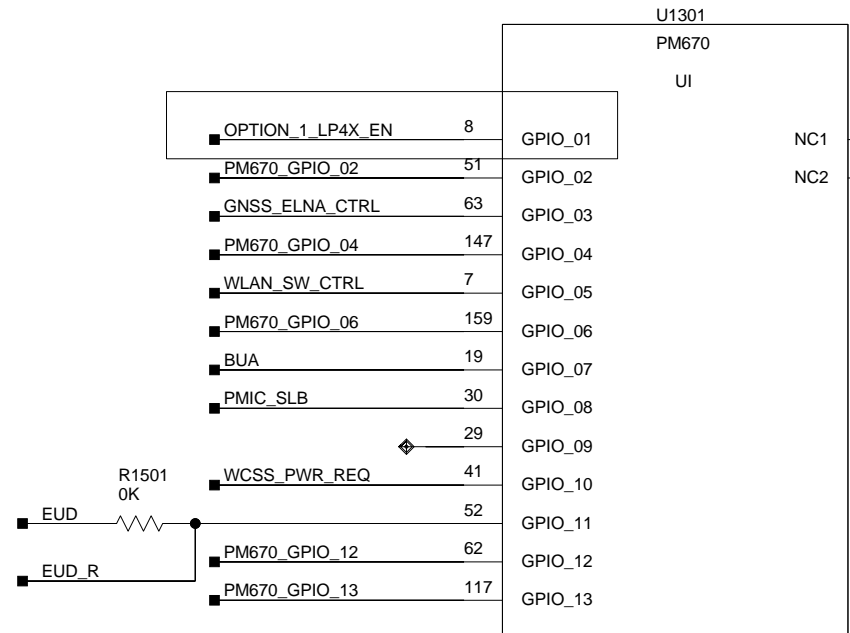 U1301
PM670
UI
OPTION_1_LP4X_EN 8 GPIO_01 NC1
PM670_GPIO_02 51 GPIO_02 NC2
GNSS_ELNA_CTRL 63 GPIO_03
PM670_GPIO_04 147 GPIO_04
WLAN_SW_CTRL 7 GPIO_05
PM670_GPIO_06 159 GPIO_06
BUA 19 GPIO_07
PMIC_SLB 30 GPIO_08
29 GPIO_09
WCSS_PWR_REQ 41 GPIO_10
R1501
0K
EUD 52 GPIO_11
PM670_GPIO_12 62 GPIO_12
EUD_R
PM670_GPIO_13 117 GPIO_13